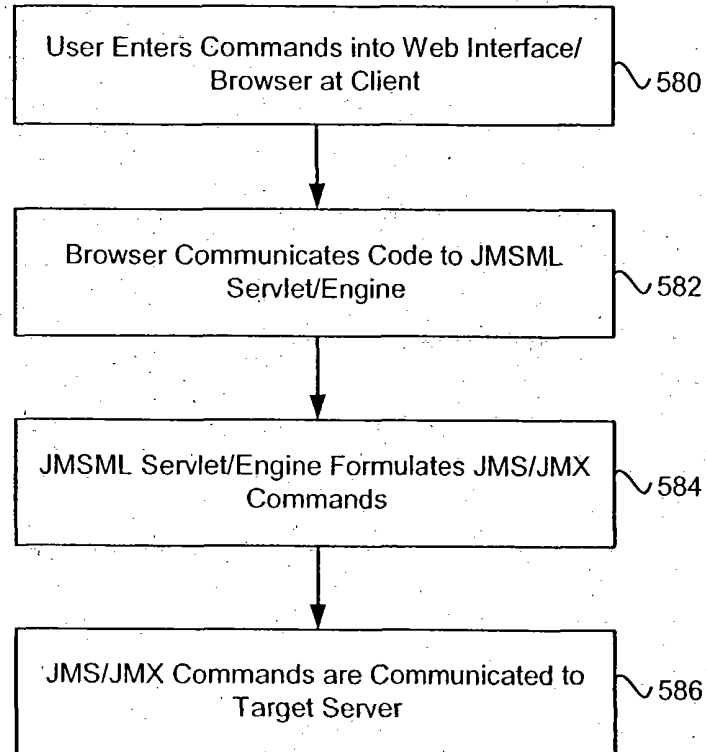 User Enters Commands into Web Interface/
Browser at Client
580
Browser Communicates Code to JMSML
Servlet/Engine
582
JMSML Servlet/Engine Formulates JMS/JMX
Commands
584
JMS/JMX Commands are Communicated to
Target Server
586